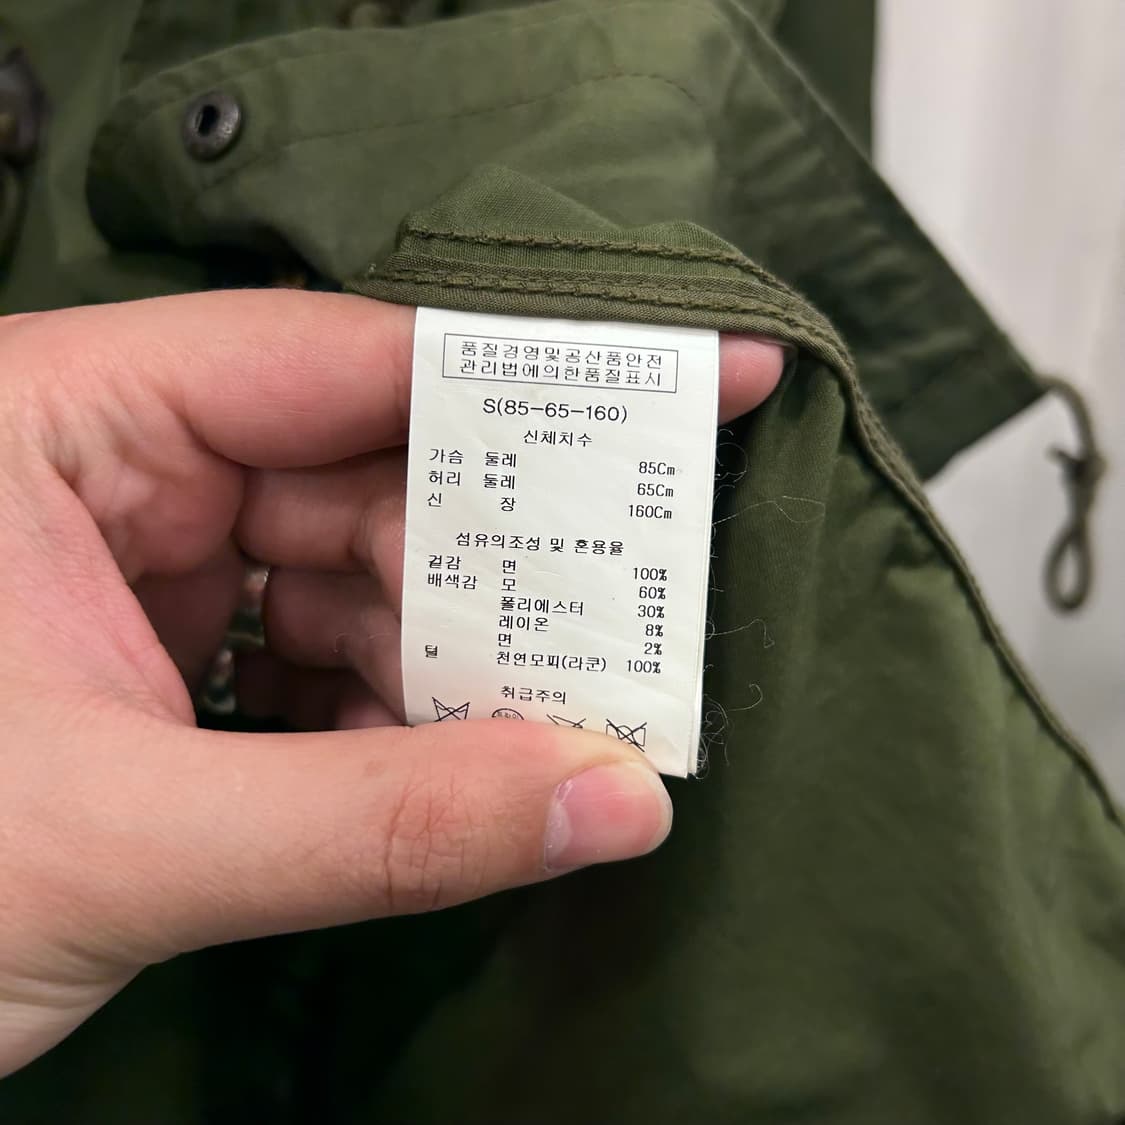 품질경영및공산품안전
관리법에의한품질표시
S(85-65-160)
신체치수
가슴 둘레 85Cm
허리 둘레 65Cm
신 장 160Cm
섬유의조성 및 혼용율
겉감 면 100%
배색감 모 60%
폴리에스터 30%
레이온 8%
면 2%
털 천연모피(라쿤) 100%
취급주의